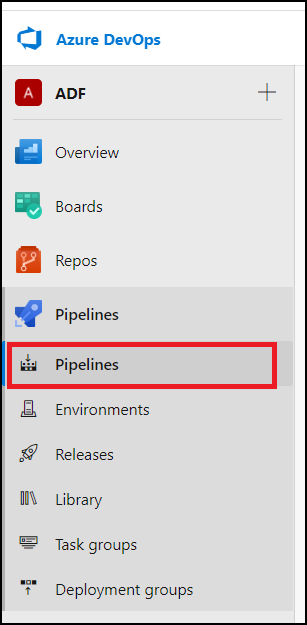 Azure DevOps
A ADF
Overview
Boards
Repos
Pipelines
Pipelines
Environments
Releases
Library
Task groups
Deployment groups